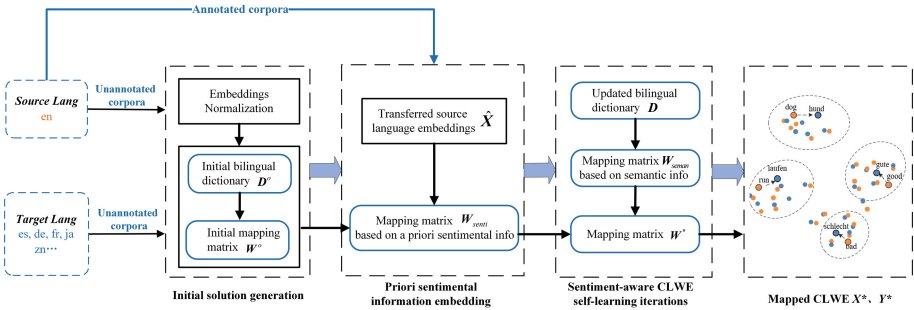 Annotated corpora
Source Lang
en
Unannotated
corpora
Target Lang
es, de, fr, ja
zn…
Unannotated
corpora
Embeddings
Normalization
Initial bilingual
dictionary D^o
Initial mapping
matrix W^o
Initial solution generation
Transferred source
language embeddings X̂
Mapping matrix W_senti
based on a priori sentimental info
Priori sentimental
information embedding
Updated bilingual
dictionary D
Mapping matrix W_seman
based on semantic info
Mapping matrix W*
Sentiment-aware CLWE
self-learning iterations
dog
hund
laufen
run
gute
good
schlecht
bad
Mapped CLWE X*、Y*